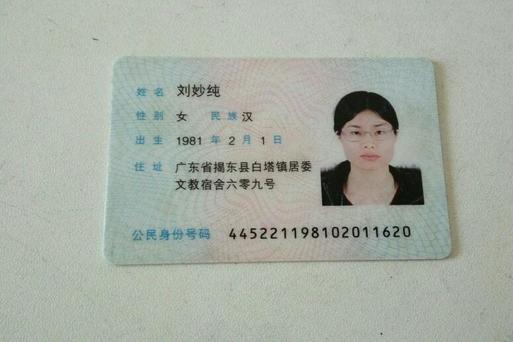 姓名 刘妙纯
性别 女 民族 汉
出生 1981 年 2 月 1 日
住址 广东省揭东县白塔镇居委
文教宿舍六零九号
公民身份号码 445221198102011620